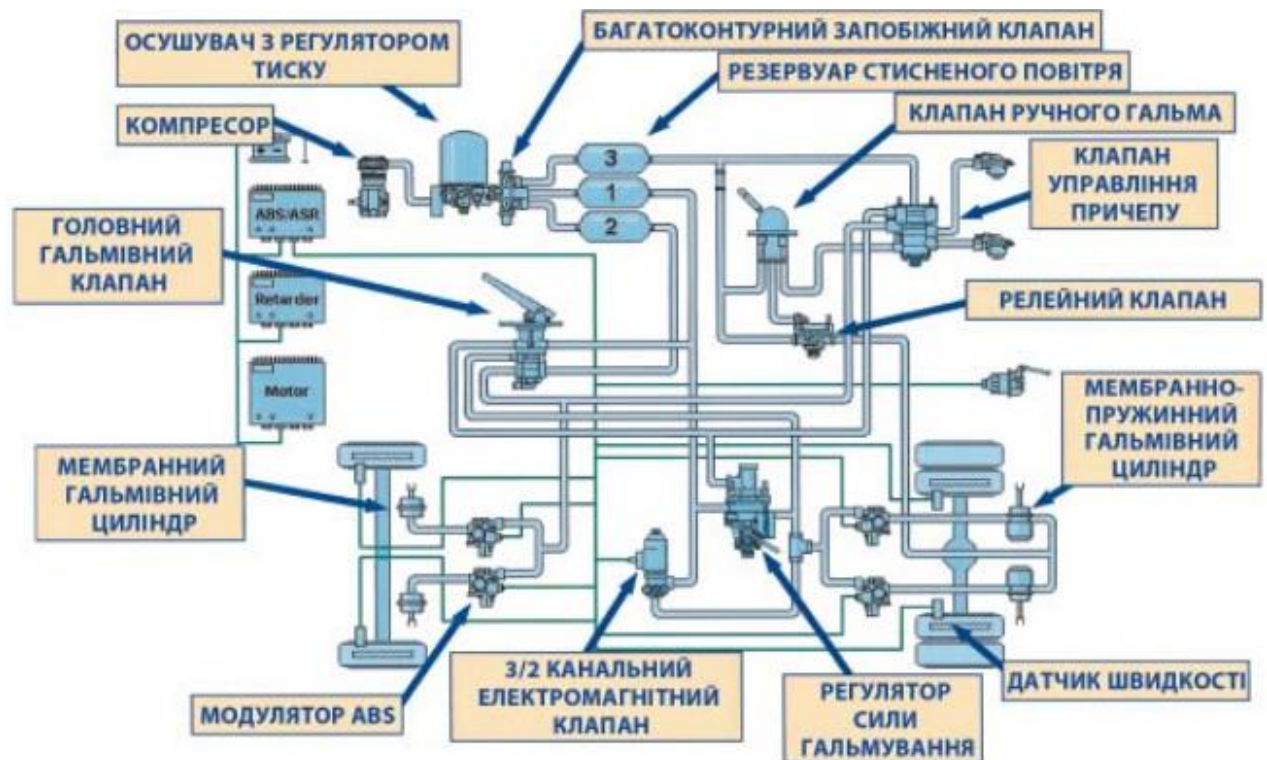 ОСУШУВАЧ З РЕГУЛЯТОРОМ
ТИСКУ
БАГАТОКОНТУРНИЙ ЗАПОБІЖНИЙ КЛАПАН
РЕЗЕРВУАР СТИСНЕНОГО ПОВІТРЯ
КЛАПАН РУЧНОГО ГАЛЬМА
КОМПРЕСОР
КЛАПАН
УПРАВЛІННЯ
ПРИЧЕПУ
3
1
2
ABS/ASR
ГОЛОВНИЙ
ГАЛЬМІВНИЙ
КЛАПАН
Retarder
РЕЛЕЙНИЙ КЛАПАН
Motor
МЕМБРАННО-
ПРУЖИННИЙ
ГАЛЬМІВНИЙ
ЦИЛІНДР
МЕМБРАННИЙ
ГАЛЬМІВНИЙ
ЦИЛІНДР
МОДУЛЯТОР ABS
3/2 КАНАЛЬНИЙ
ЕЛЕКТРОМАГНІТНИЙ
КЛАПАН
РЕГУЛЯТОР
СИЛИ
ГАЛЬМУВАННЯ
ДАТЧИК ШВИДКОСТІ